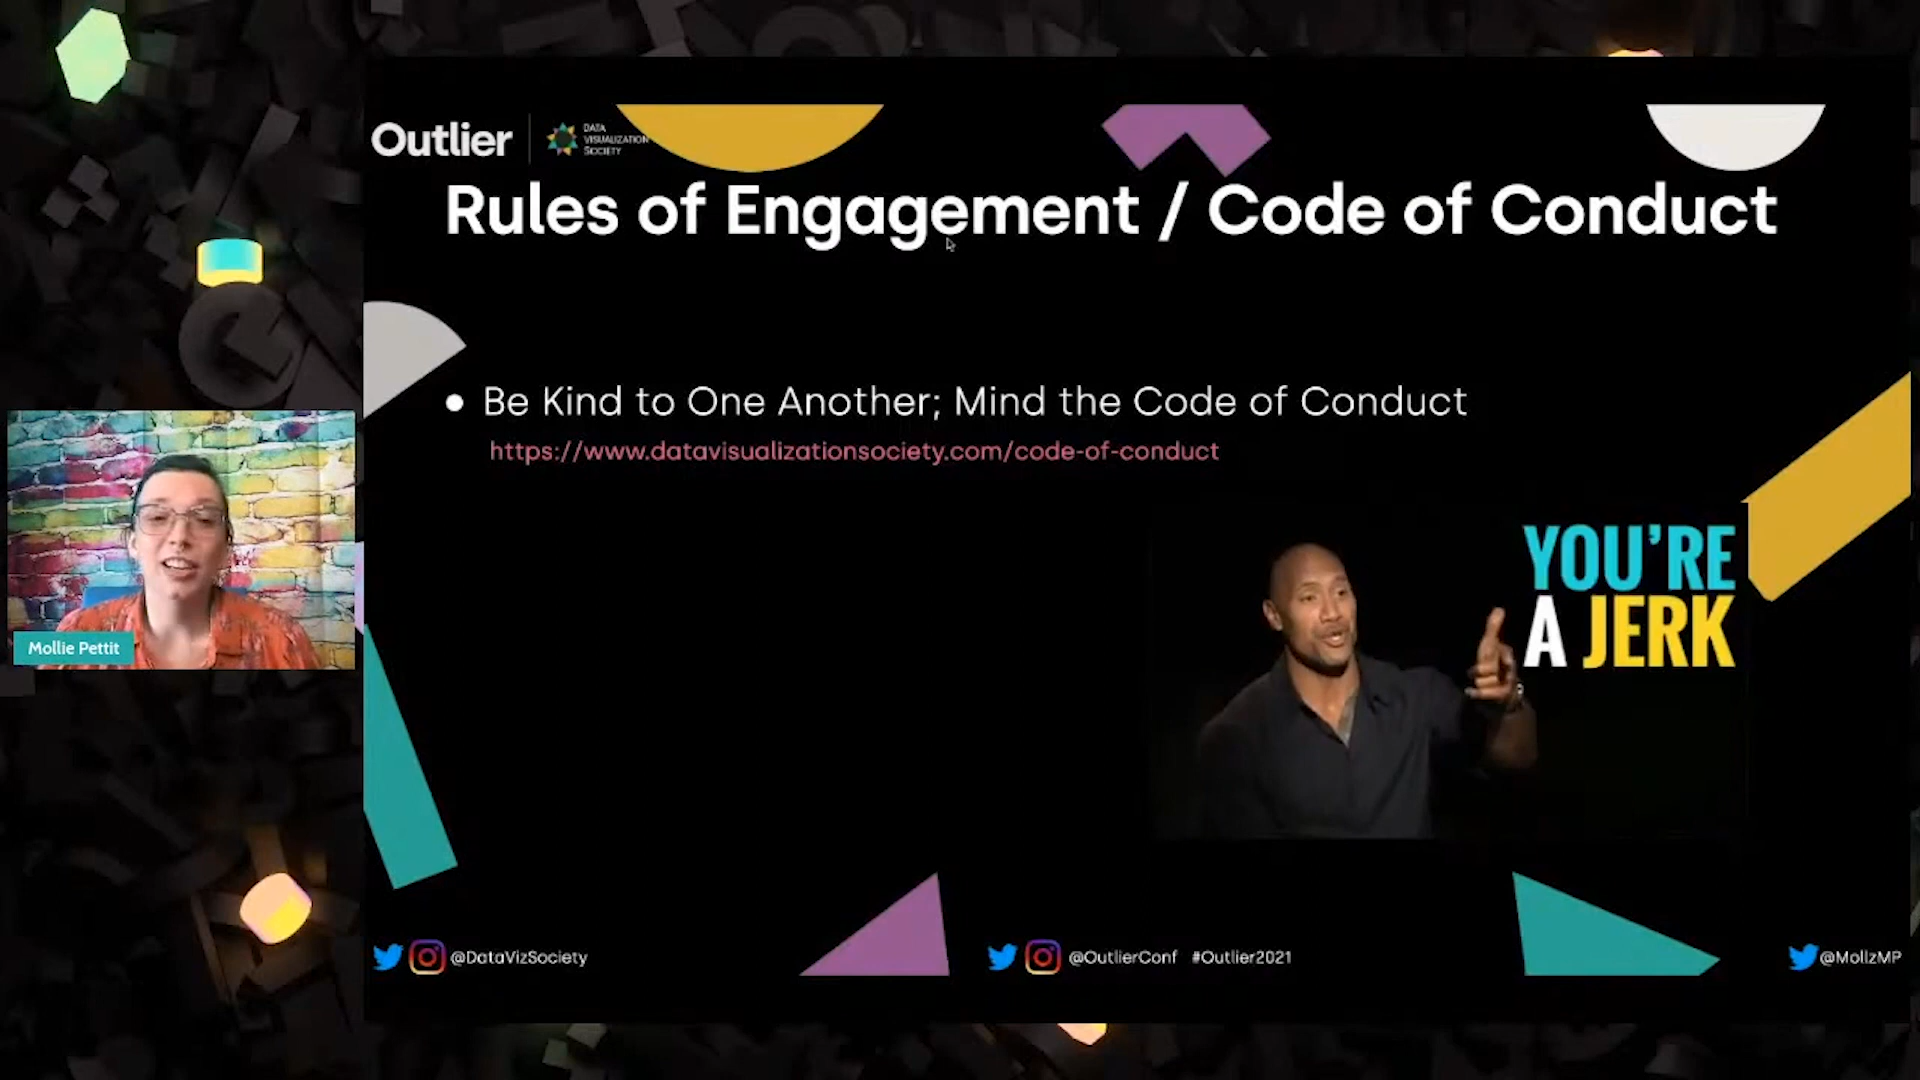 Outlier
DATA
VISUALIZATION
SOCIETY
Rules of Engagement / Code of Conduct
• Be Kind to One Another; Mind the Code of Conduct
https://www.datavisualizationsociety.com/code-of-conduct
YOU'RE
A JERK
Mollie Pettit
@DataVizSociety
@OutlierConf #Outlier2021
@MollzMP